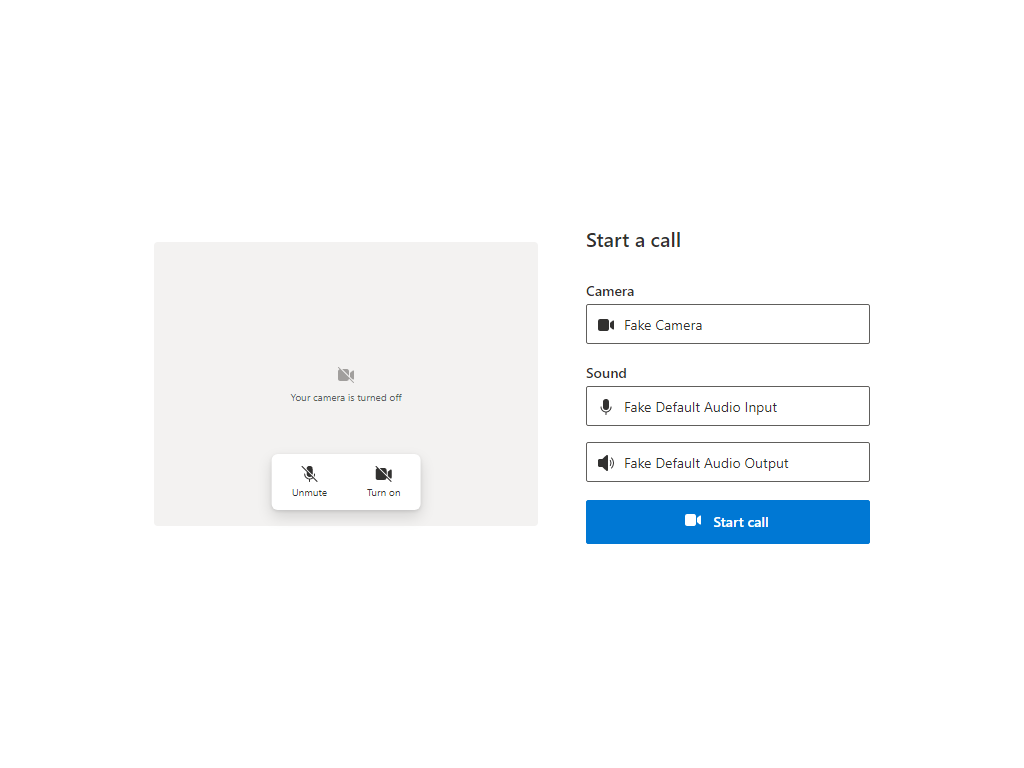 Start a call
Camera
Fake Camera
Sound
Fake Default Audio Input
Fake Default Audio Output
Start call
Your camera is turned off
Unmute
Turn on